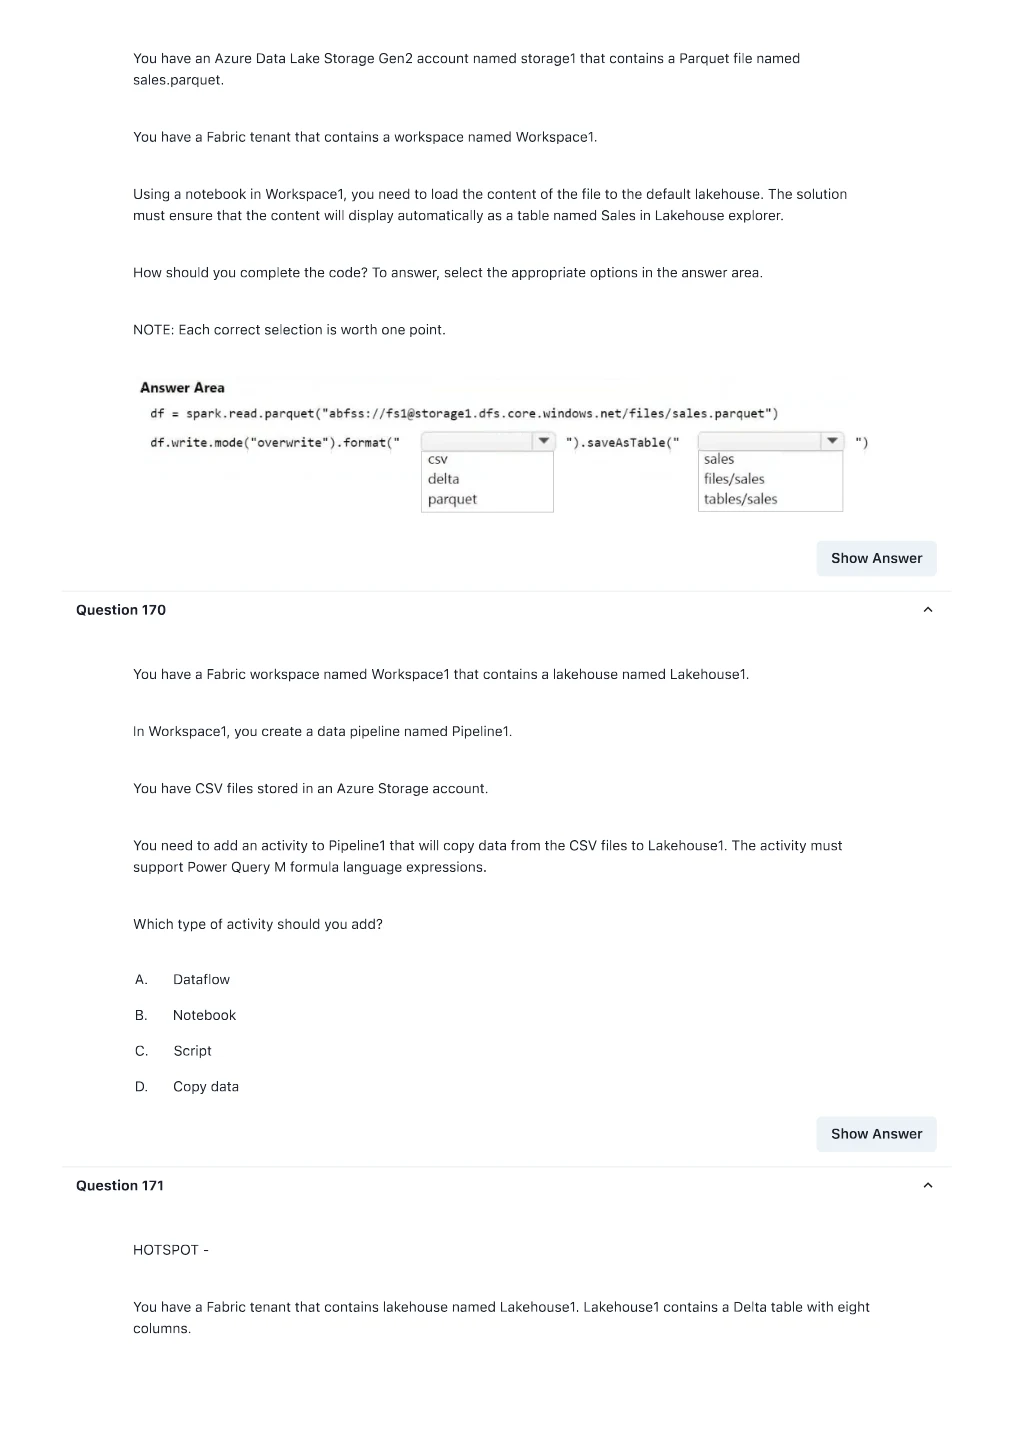 You have an Azure Data Lake Storage Gen2 account named storage1 that contains a Parquet file named
sales.parquet.
You have a Fabric tenant that contains a workspace named Workspace1.
Using a notebook in Workspace1, you need to load the content of the file to the default lakehouse. The solution
must ensure that the content will display automatically as a table named Sales in Lakehouse explorer.
How should you complete the code? To answer, select the appropriate options in the answer area.
NOTE: Each correct selection is worth one point.
Answer Area
df = spark.read.parquet("abfss://fs1@storage1.dfs.core.windows.net/files/sales.parquet")
df.write.mode("overwrite").format(" ").saveAsTable(" ")
csv
delta
parquet
sales
files/sales
tables/sales
Show Answer
Question 170
You have a Fabric workspace named Workspace1 that contains a lakehouse named Lakehouse1.
In Workspace1, you create a data pipeline named Pipeline1.
You have CSV files stored in an Azure Storage account.
You need to add an activity to Pipeline1 that will copy data from the CSV files to Lakehouse1. The activity must
support Power Query M formula language expressions.
Which type of activity should you add?
A. Dataflow
B. Notebook
C. Script
D. Copy data
Show Answer
Question 171
HOTSPOT -
You have a Fabric tenant that contains lakehouse named Lakehouse1. Lakehouse1 contains a Delta table with eight
columns.